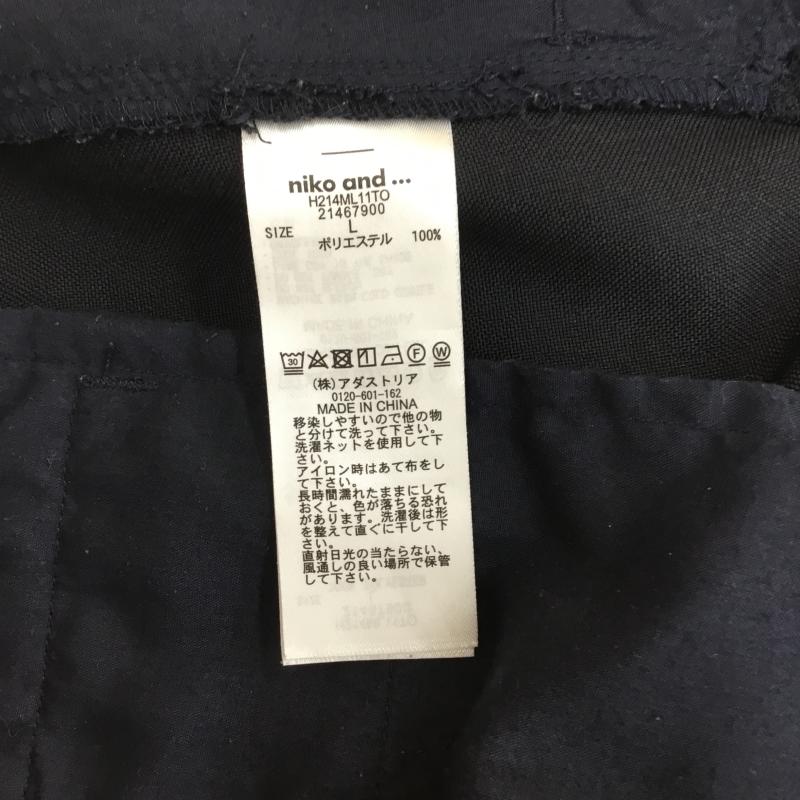 niko and ...
H214ML11TO
21467900
SIZE L
ポリエステル 100%
30
F W
(株)アダストリア
0120-601-162
MADE IN CHINA
移染しやすいので他の物
と分けて洗って下さい。
洗濯ネットを使用して下
さい。
アイロン時はあて布をし
て下さい。
長時間濡れたままにして
おくと、色が落ちる恐れ
があります。洗濯後は形
を整えて直ぐに干して下
さい。
直射日光の当たらない、
風通しの良い場所で保管
して下さい。